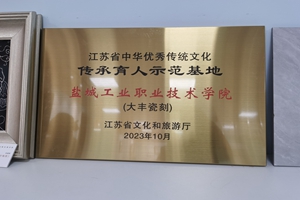 江苏省中华优秀传统文化
传承育人示范基地
盐城工业职业技术学院
(大丰瓷刻)
江苏省文化和旅游厅
2023年10月